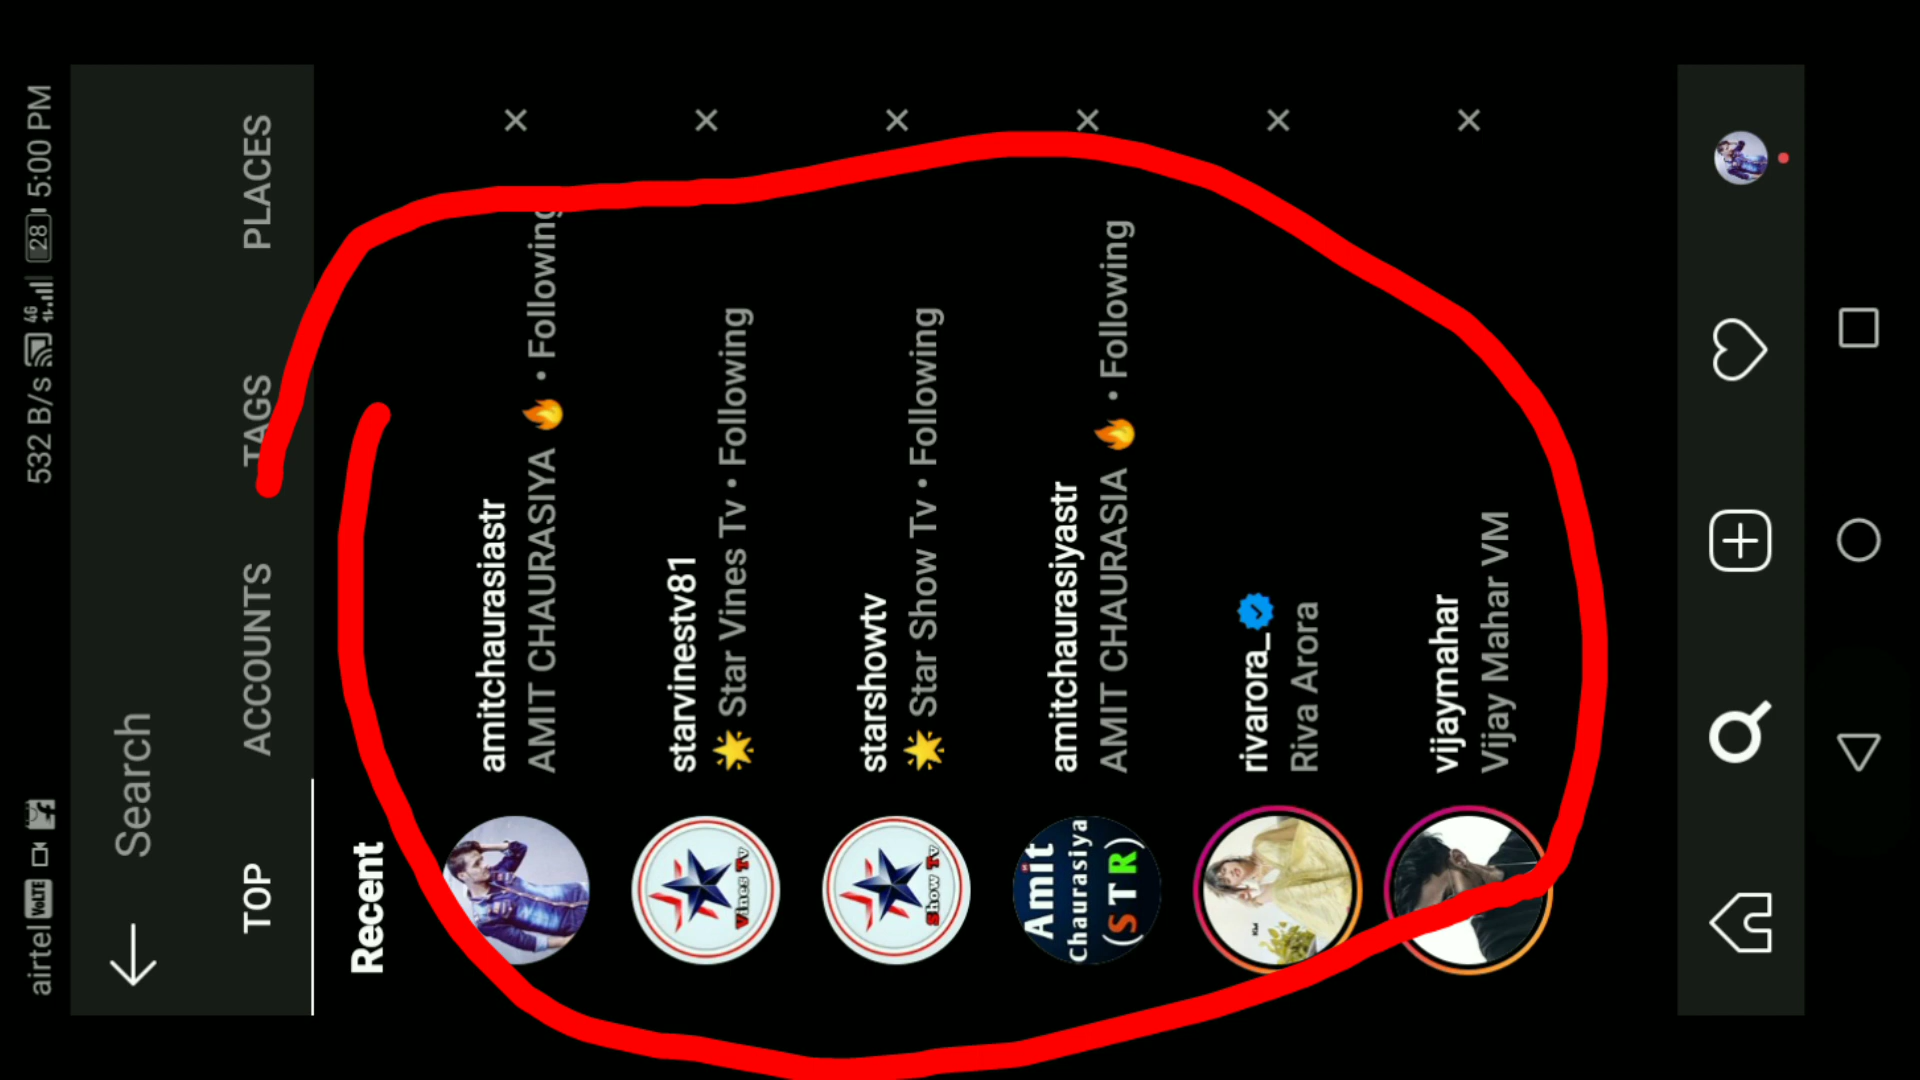 airtel VoLTE 532 B/s 4G 28 5:00 PM
Search
TOP ACCOUNTS TAGS PLACES
Recent
amitchaurasiastr
AMIT CHAURASIYA 🔥 • Following
starvinestv81
🌟 Star Vines Tv • Following
Vines Tv
starshowtv
🌟 Star Show Tv • Following
Show Tv
amitchaurasiyastr
AMIT CHAURASIA 🔥 • Following
Amit
Chaurasiya
(STR)
rivarora_
Riva Arora
vijaymahar
Vijay Mahar VM